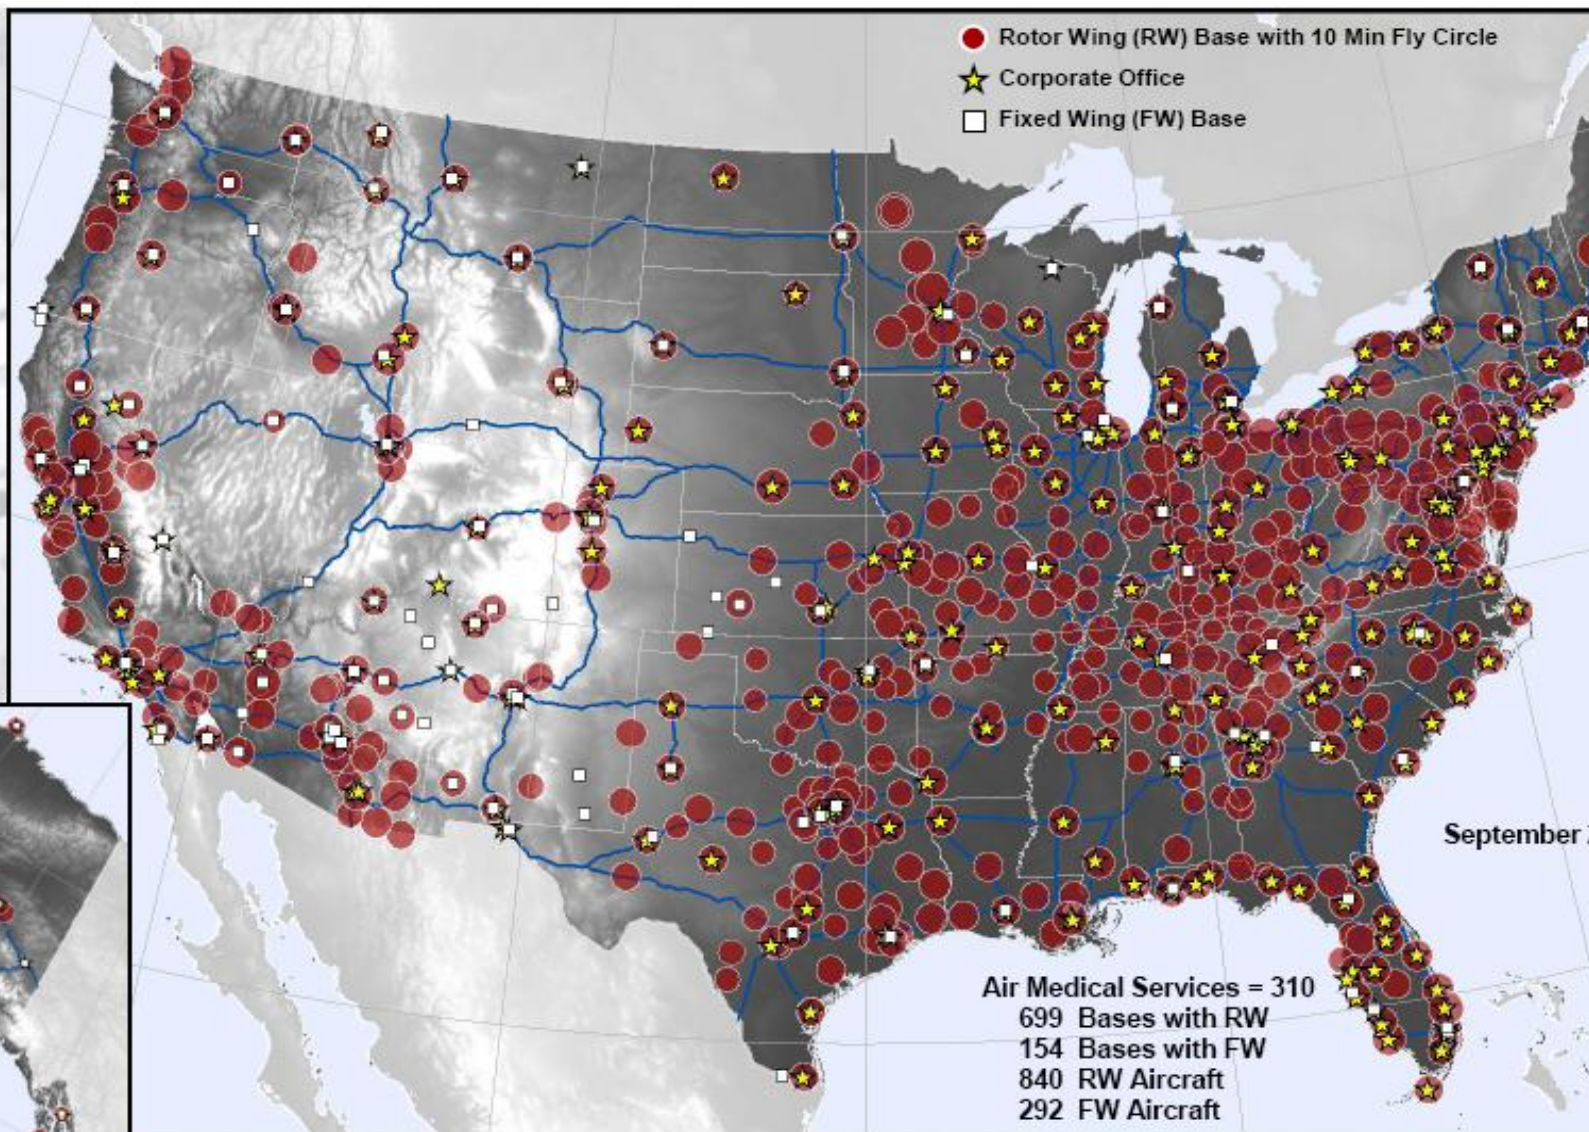 Rotor Wing (RW) Base with 10 Min Fly Circle
Corporate Office
Fixed Wing (FW) Base
September
Air Medical Services = 310
699 Bases with RW
154 Bases with FW
840 RW Aircraft
292 FW Aircraft